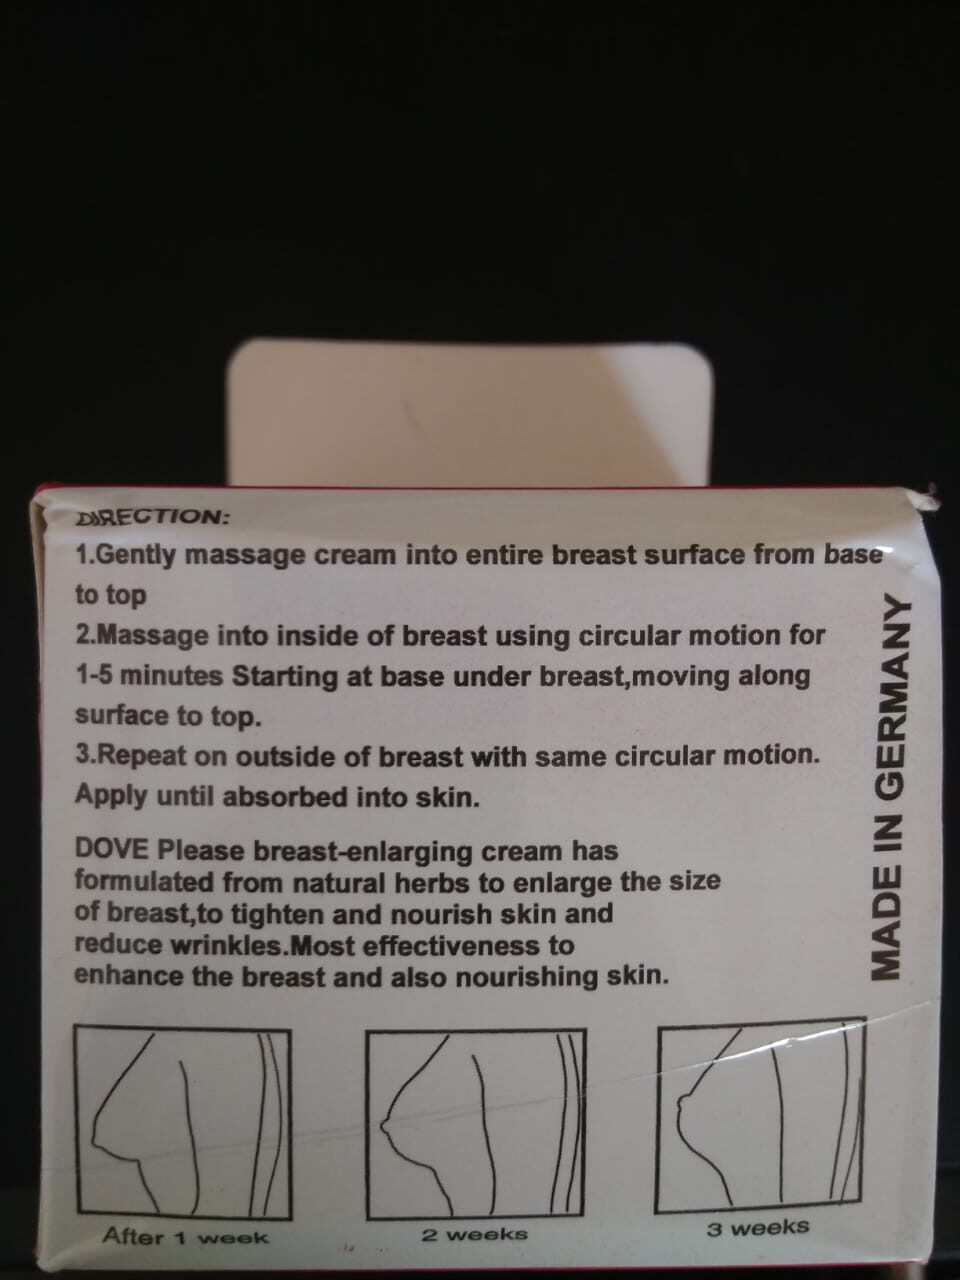 DIRECTION:
1.Gently massage cream into entire breast surface from base
to top
2.Massage into inside of breast using circular motion for
1-5 minutes Starting at base under breast,moving along
surface to top.
3.Repeat on outside of breast with same circular motion.
Apply until absorbed into skin.
DOVE Please breast-enlarging cream has
formulated from natural herbs to enlarge the size
of breast,to tighten and nourish skin and
reduce wrinkles.Most effectiveness to
enhance the breast and also nourishing skin.
MADE IN GERMANY
After 1 week
2 weeks
3 weeks